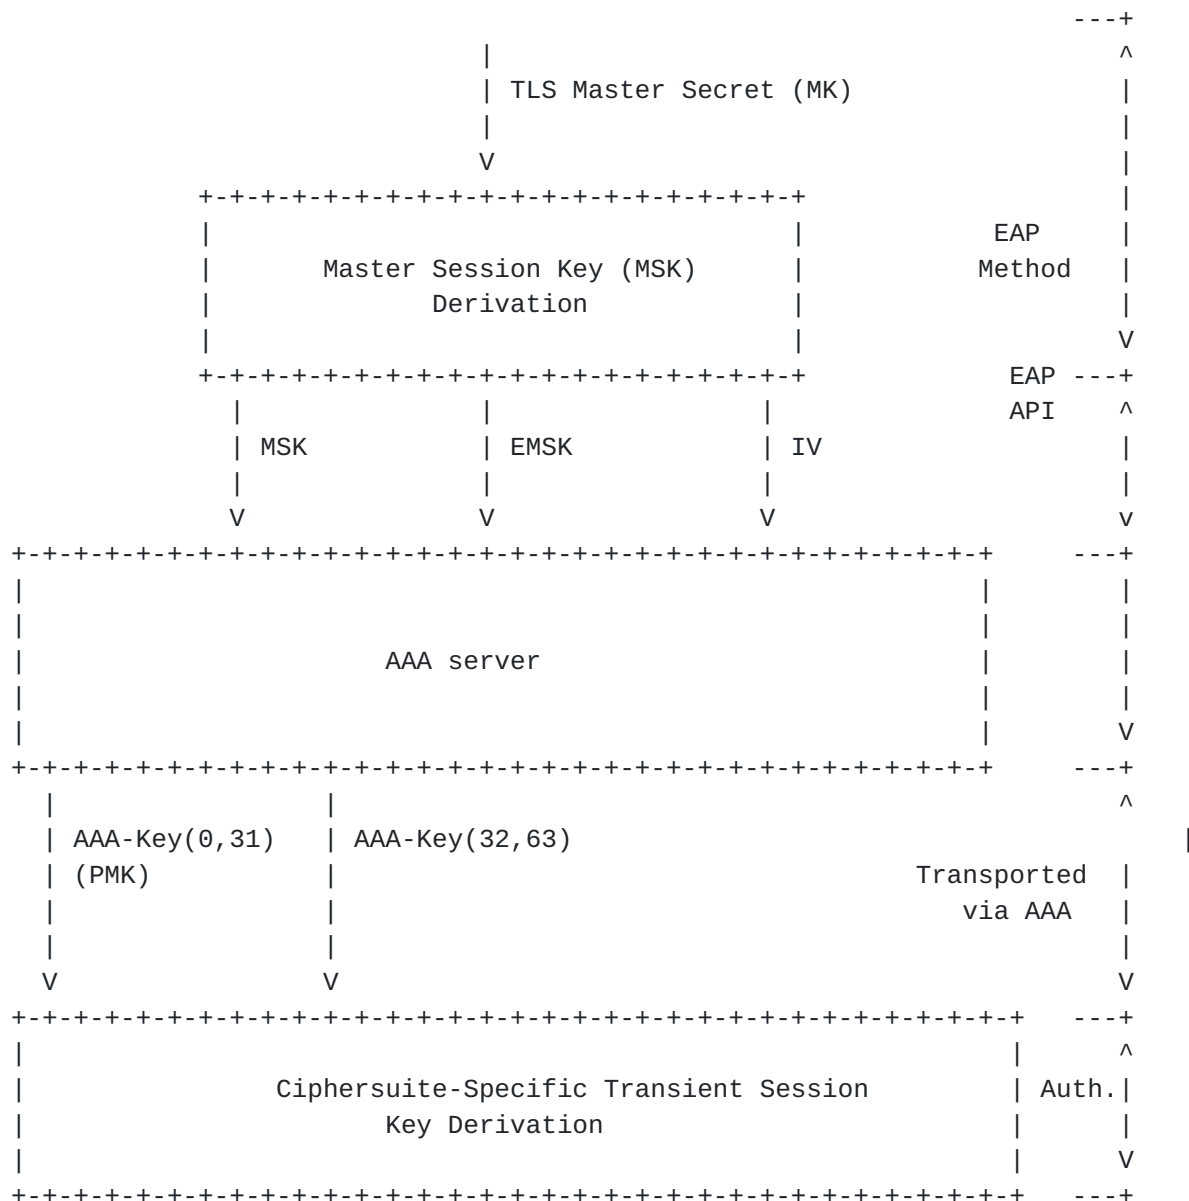 ---+
| ^
| TLS Master Secret (MK) |
| |
V |
+-+-+-+-+-+-+-+-+-+-+-+-+-+-+-+-+-+-+-+ |
| | EAP |
| Master Session Key (MSK) | Method |
| Derivation | |
| | V
+-+-+-+-+-+-+-+-+-+-+-+-+-+-+-+-+-+-+-+ EAP ---+
| | | API ^
| MSK | EMSK | IV |
| | | |
V V V v
+-+-+-+-+-+-+-+-+-+-+-+-+-+-+-+-+-+-+-+-+-+-+-+-+-+-+-+-+-+-+-+ ---+
| | |
| | |
| AAA server | |
| | |
| | V
+-+-+-+-+-+-+-+-+-+-+-+-+-+-+-+-+-+-+-+-+-+-+-+-+-+-+-+-+-+-+-+ ---+
| | ^
| AAA-Key(0,31) | AAA-Key(32,63) |
| (PMK) | Transported |
| | via AAA |
| | |
V V V
+-+-+-+-+-+-+-+-+-+-+-+-+-+-+-+-+-+-+-+-+-+-+-+-+-+-+-+-+-+-+-+-+ ---+
| | ^
| Ciphersuite-Specific Transient Session | Auth.|
| Key Derivation | |
| | V
+-+-+-+-+-+-+-+-+-+-+-+-+-+-+-+-+-+-+-+-+-+-+-+-+-+-+-+-+-+-+-+-+ ---+